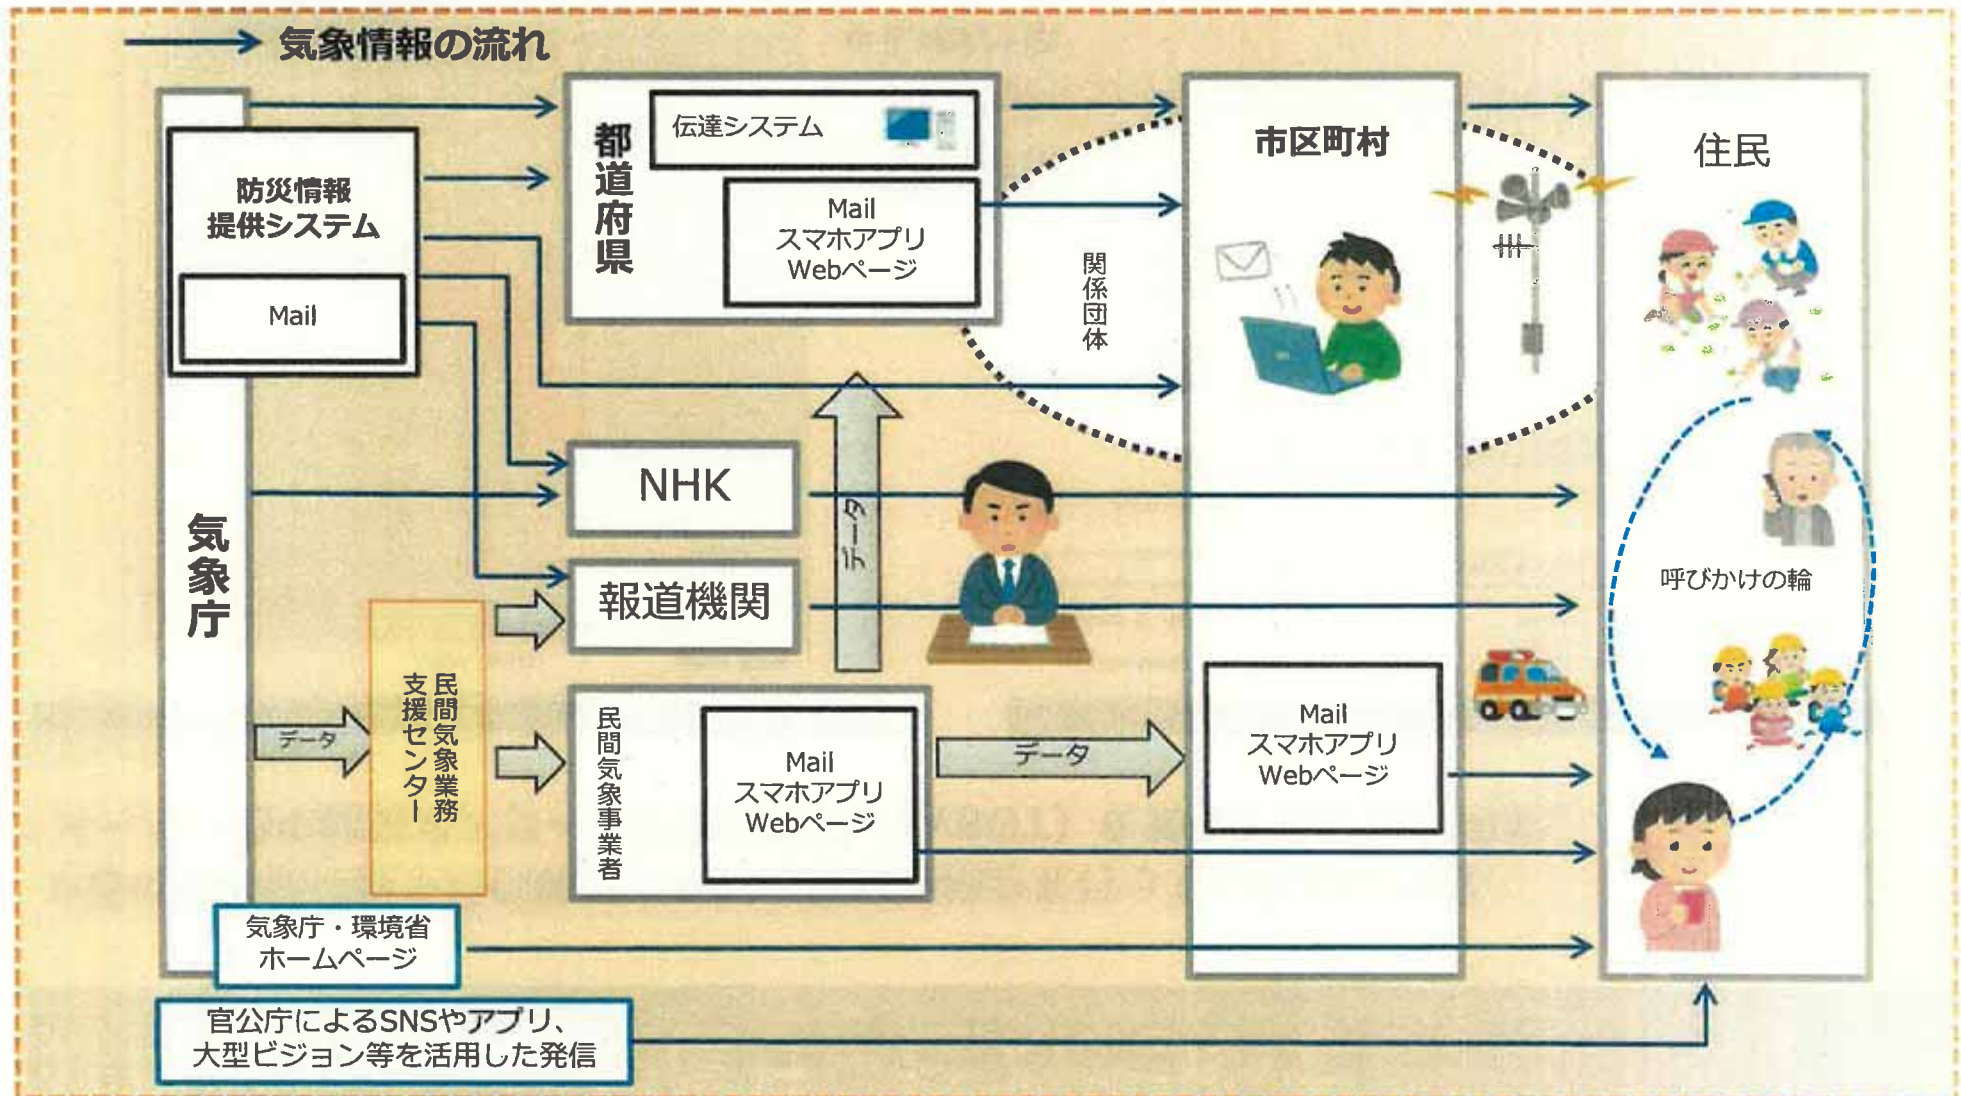 気象情報の流れ
気象庁
防災情報
提供システム
Mail
都道府県
伝達システム
Mail
スマホアプリ
Webページ
関係団体
市区町村
住民
NHK
報道機関
データ
呼びかけの輪
データ
民間気象業務
支援センター
民間気象事業者
Mail
スマホアプリ
Webページ
データ
Mail
スマホアプリ
Webページ
気象庁・環境省
ホームページ
官公庁によるSNSやアプリ、
大型ビジョン等を活用した発信